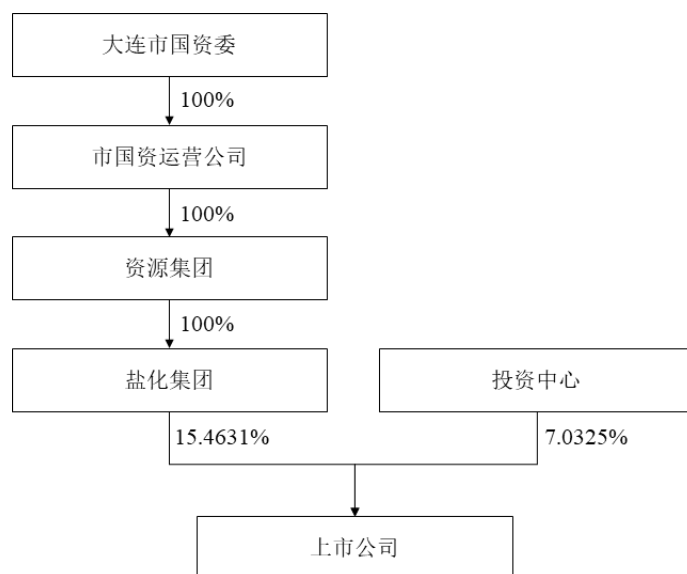 大连市国资委
100%
市国资运营公司
100%
资源集团
100%
盐化集团
投资中心
15.4631%
7.0325%
上市公司